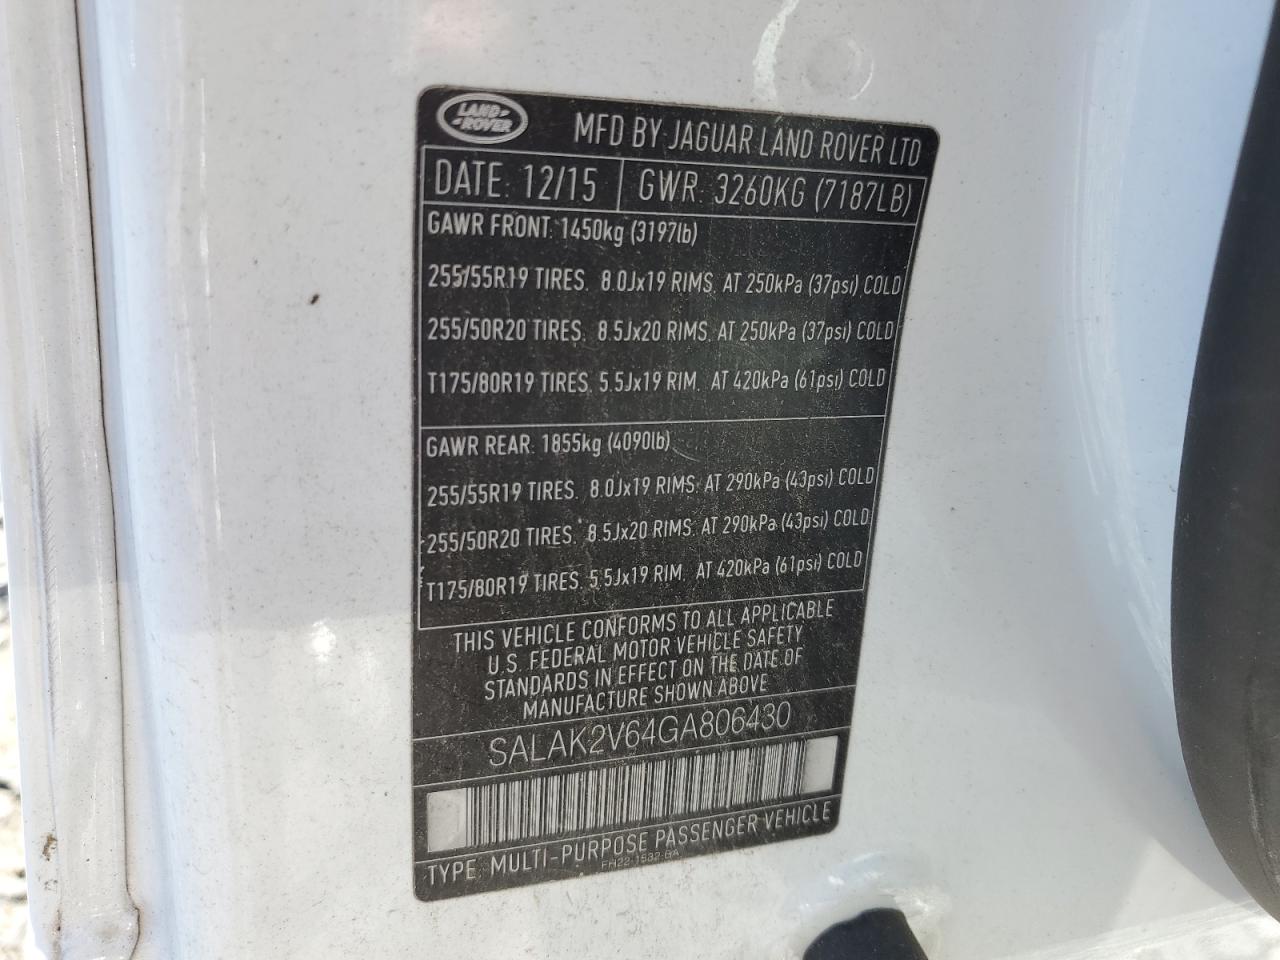 LAND-
-ROVER
MFD BY JAGUAR LAND ROVER LTD
DATE: 12/15 GWR: 3260KG (7187LB)
GAWR FRONT: 1450kg (3197lb)
255/55R19 TIRES. 8.0Jx19 RIMS. AT 250kPa (37psi) COLD
255/50R20 TIRES. 8.5Jx20 RIMS. AT 250kPa (37psi) COLD
T175/80R19 TIRES. 5.5Jx19 RIM. AT 420kPa (61psi) COLD
GAWR REAR: 1855kg (4090lb)
255/55R19 TIRES. 8.0Jx19 RIMS. AT 290kPa (43psi) COLD
255/50R20 TIRES. 8.5Jx20 RIMS. AT 290kPa (43psi) COLD
T175/80R19 TIRES. 5.5Jx19 RIM. AT 420kPa (61psi) COLD
THIS VEHICLE CONFORMS TO ALL APPLICABLE
U.S. FEDERAL MOTOR VEHICLE SAFETY
STANDARDS IN EFFECT ON THE DATE OF
MANUFACTURE SHOWN ABOVE
SALAK2V64GA806430
TYPE: MULTI-PURPOSE PASSENGER VEHICLE